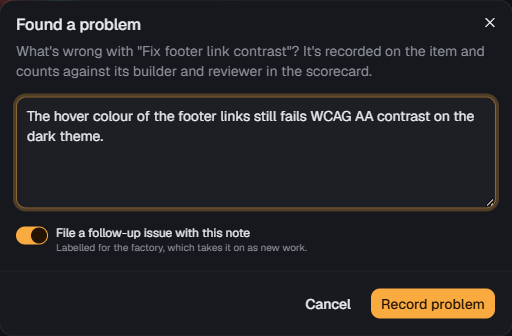 Found a problem
What's wrong with "Fix footer link contrast"? It's recorded on the item and
counts against its builder and reviewer in the scorecard.
The hover colour of the footer links still fails WCAG AA contrast on the
dark theme.
File a follow-up issue with this note
Labelled for the factory, which takes it on as new work.
Cancel
Record problem